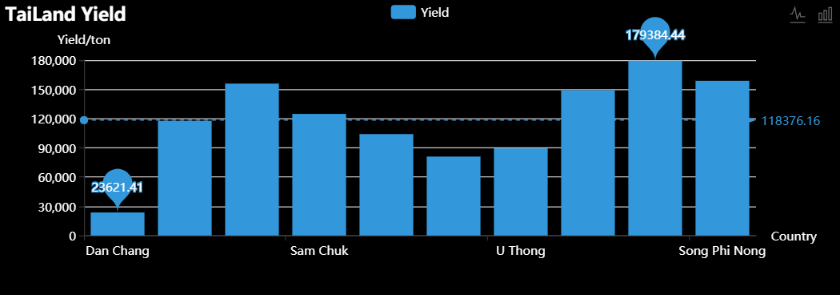 TaiLand Yield
Yield
Yield/ton
179384.44
180,000
150,000
120,000
118376.16
90,000
60,000
23621.41
30,000
0
Country
Dan Chang
Sam Chuk
U Thong
Song Phi Nong